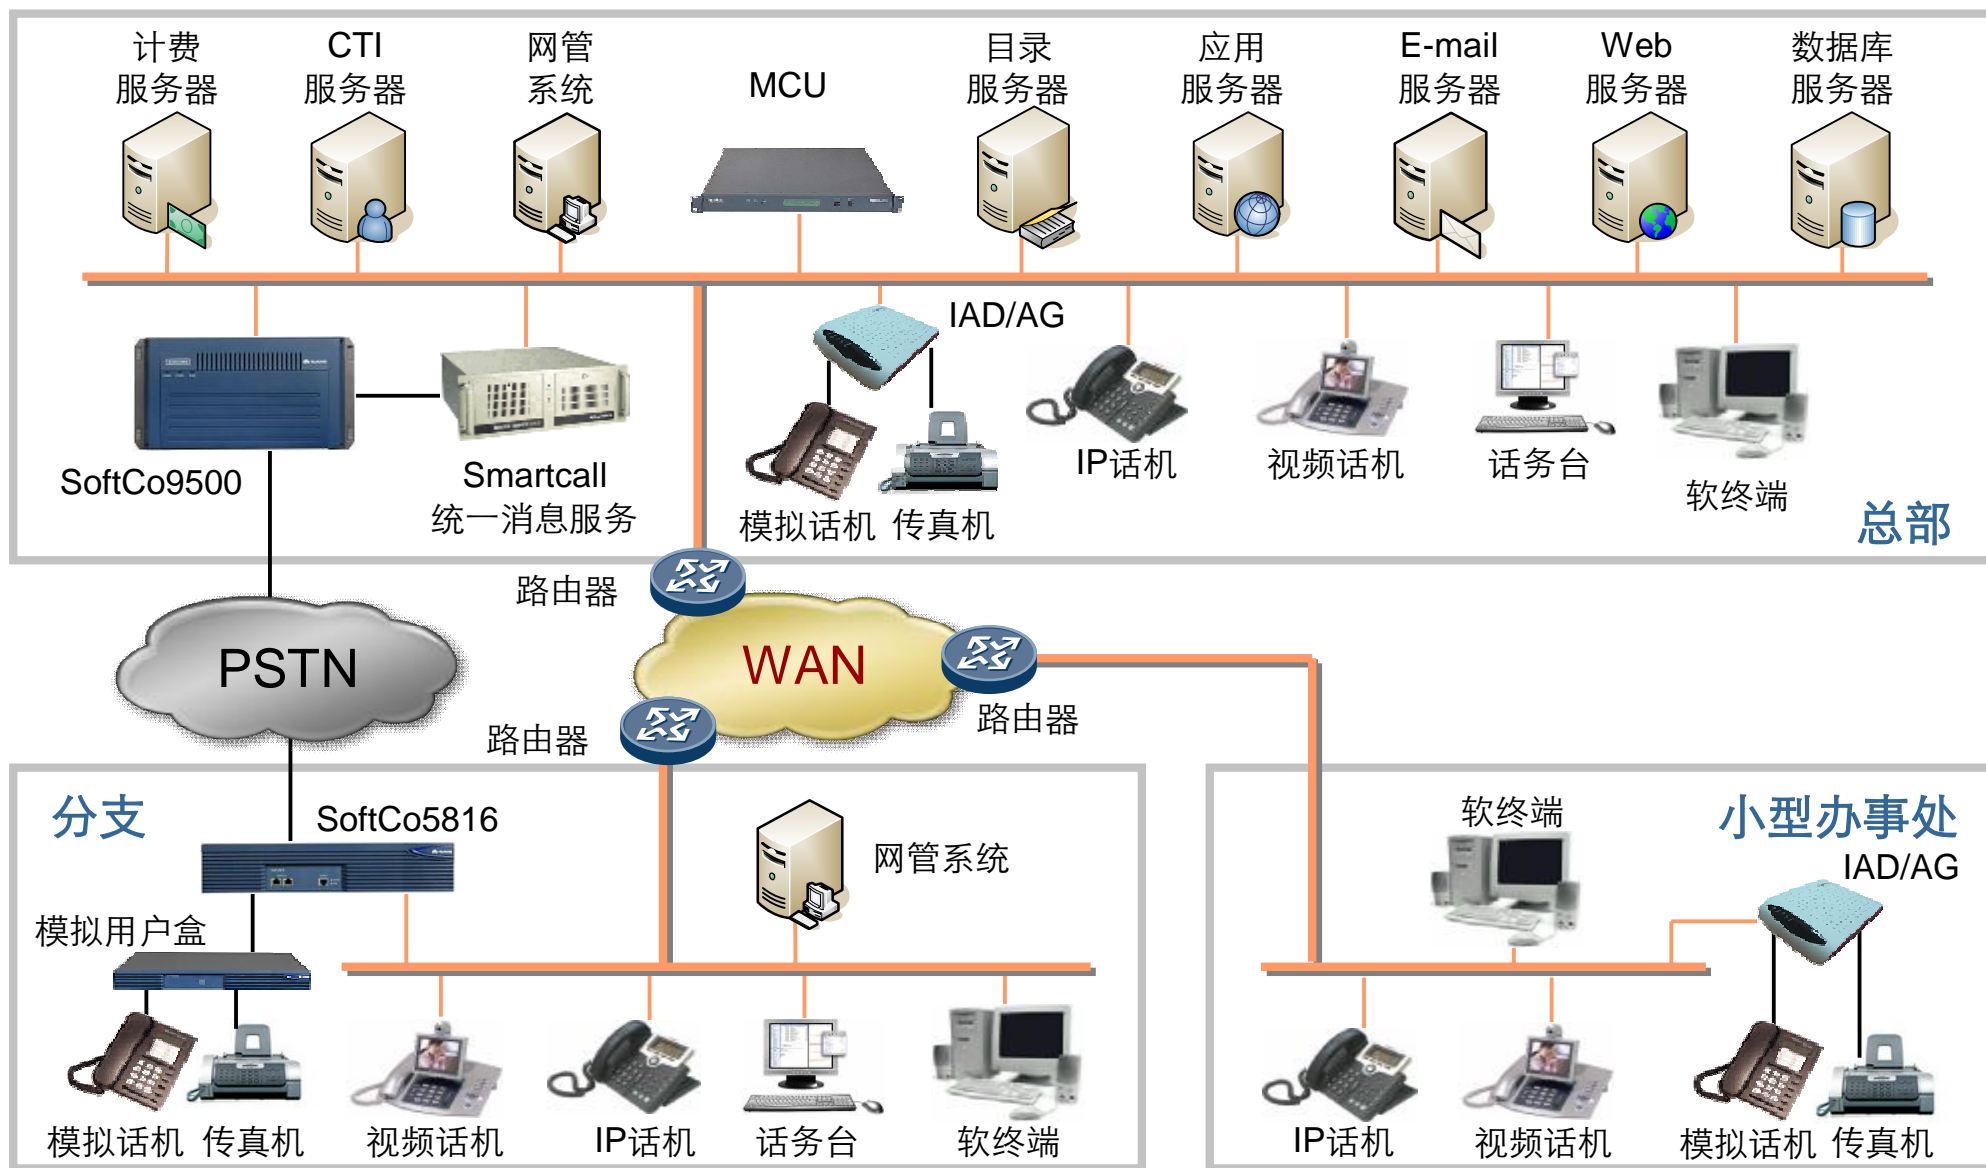 计费
服务器
CTI
服务器
网管
系统
MCU
目录
服务器
应用
服务器
E-mail
服务器
Web
服务器
数据库
服务器
IAD/AG
SoftCo9500
Smartcall
统一消息服务
模拟话机
传真机
IP话机
视频话机
话务台
软终端
总部
路由器
PSTN
WAN
路由器
路由器
分支
SoftCo5816
网管系统
模拟用户盒
模拟话机
传真机
视频话机
IP话机
话务台
软终端
软终端
小型办事处
IAD/AG
IP话机
视频话机
模拟话机
传真机